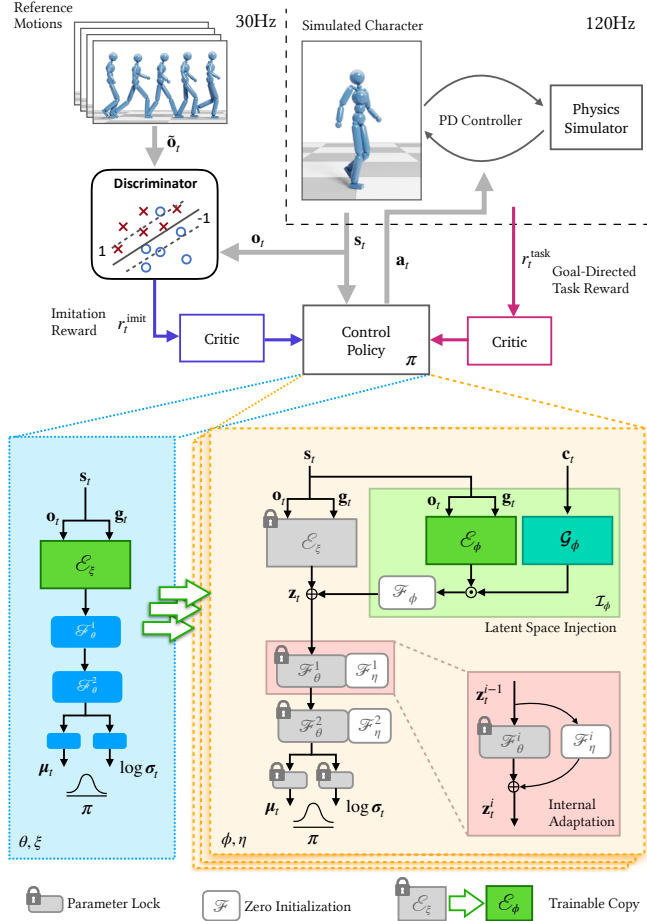 Reference
Motions
30Hz
Simulated Character
120Hz
PD Controller
Physics
Simulator
õ_t
Discriminator
1
-1
o_t
s_t
a_t
r_t^task
Goal-Directed
Task Reward
Imitation
Reward
r_t^imit
Critic
Control
Policy
π
Critic
s_t
o_t
g_t
ℰ_ξ
ℱ_θ^1
ℱ_θ^2
μ_t
log σ_t
π
θ, ξ
s_t
c_t
o_t
g_t
o_t
g_t
ℰ_ξ
ℰ_ϕ
𝒢_ϕ
z_t
ℱ_ϕ
ℐ_ϕ
Latent Space Injection
ℱ_θ^1
ℱ_η^1
ℱ_θ^2
ℱ_η^2
μ_t
log σ_t
π
z_t^{i-1}
ℱ_θ^i
ℱ_η^i
z_t^i
Internal
Adaptation
ϕ, η
Parameter Lock
ℱ
Zero Initialization
ℰ_ξ
ℰ_ϕ
Trainable Copy